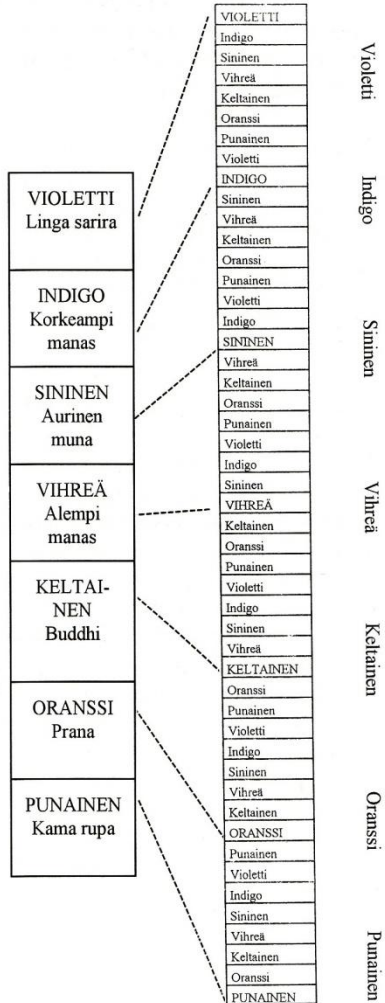 VIOLETTI
Linga sarira
INDIGO
Korkeampi
manas
SININEN
Aurinen
muna
VIHREÄ
Alempi
manas
KELTAI-
NEN
Buddhi
ORANSSI
Prana
PUNAINEN
Kama rupa
VIOLETTI
Indigo
Sininen
Vihreä
Keltainen
Oranssi
Punainen
Violetti
INDIGO
Sininen
Vihreä
Keltainen
Oranssi
Punainen
Violetti
Indigo
SININEN
Vihreä
Keltainen
Oranssi
Punainen
Violetti
Indigo
Sininen
VIHREÄ
Keltainen
Oranssi
Punainen
Violetti
Indigo
Sininen
Vihreä
KELTAINEN
Oranssi
Punainen
Violetti
Indigo
Sininen
Vihreä
Keltainen
ORANSSI
Punainen
Violetti
Indigo
Sininen
Vihreä
Keltainen
Oranssi
PUNAINEN
Violetti
Indigo
Sininen
Vihreä
Keltainen
Oranssi
Punainen